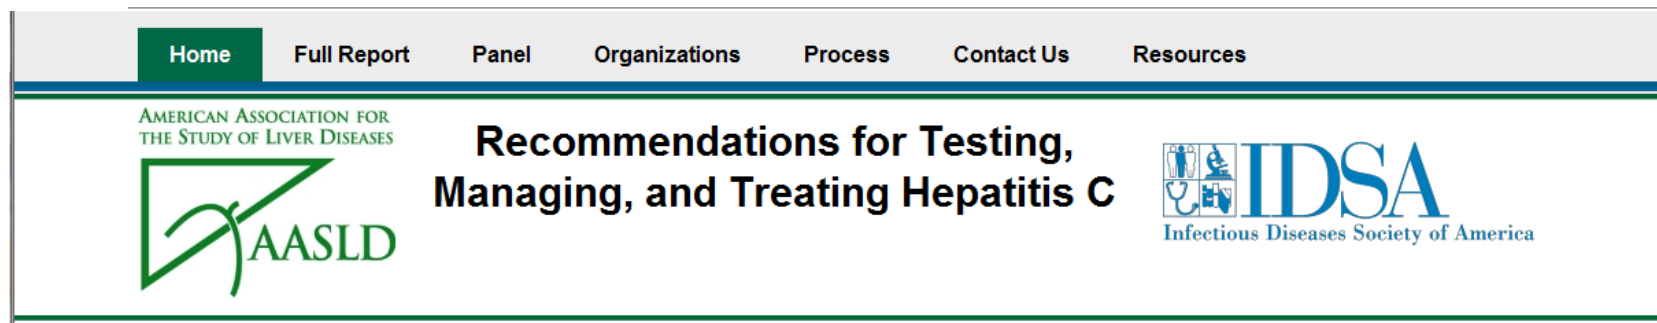 Home Full Report Panel Organizations Process Contact Us Resources
AMERICAN ASSOCIATION FOR
THE STUDY OF LIVER DISEASES
AASLD
Recommendations for Testing,
Managing, and Treating Hepatitis C
IDSA
Infectious Diseases Society of America